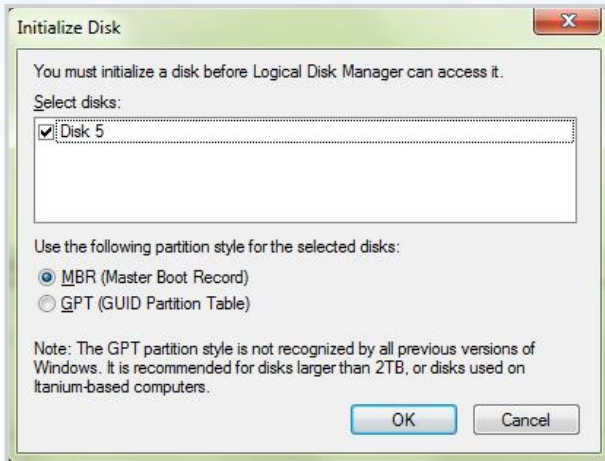 Initialize Disk
You must initialize a disk before Logical Disk Manager can access it.
Select disks:
Disk 5
Use the following partition style for the selected disks:
MBR (Master Boot Record)
GPT (GUID Partition Table)
Note: The GPT partition style is not recognized by all previous versions of
Windows. It is recommended for disks larger than 2TB, or disks used on
Itanium-based computers.
OK Cancel